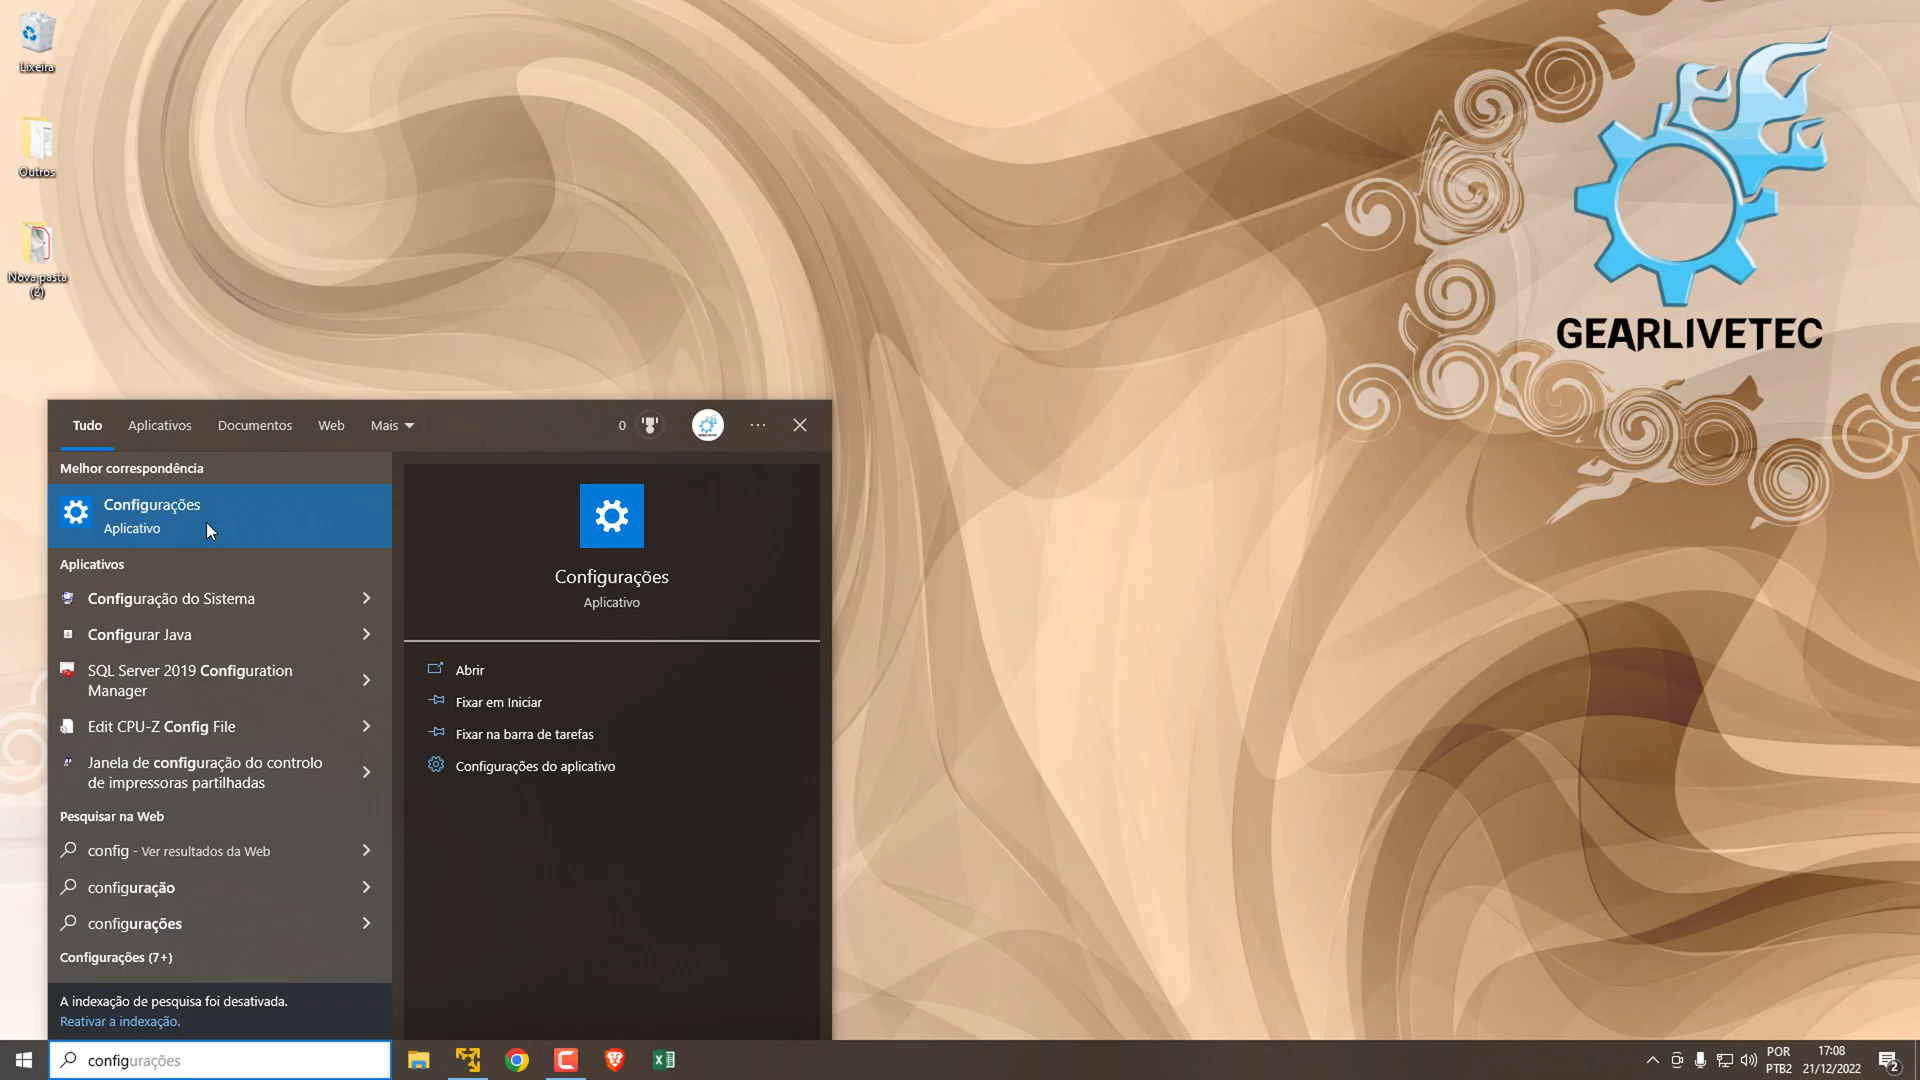 Lixeira
Outros
Nova pasta
(2)
GEARLIVETEC
Tudo
Aplicativos
Documentos
Web
Mais
0
Melhor correspondência
Configurações
Aplicativo
Aplicativos
Configuração do Sistema
Configurar Java
SQL Server 2019 Configuration
Manager
Edit CPU-Z Config File
Janela de configuração do controlo
de impressoras partilhadas
Pesquisar na Web
config - Ver resultados da Web
configuração
configurações
Configurações (7+)
A indexação de pesquisa foi desativada.
Reativar a indexação.
Configurações
Aplicativo
Abrir
Fixar em Iniciar
Fixar na barra de tarefas
Configurações do aplicativo
configurações
POR
PTB2
17:08
21/12/2022
2